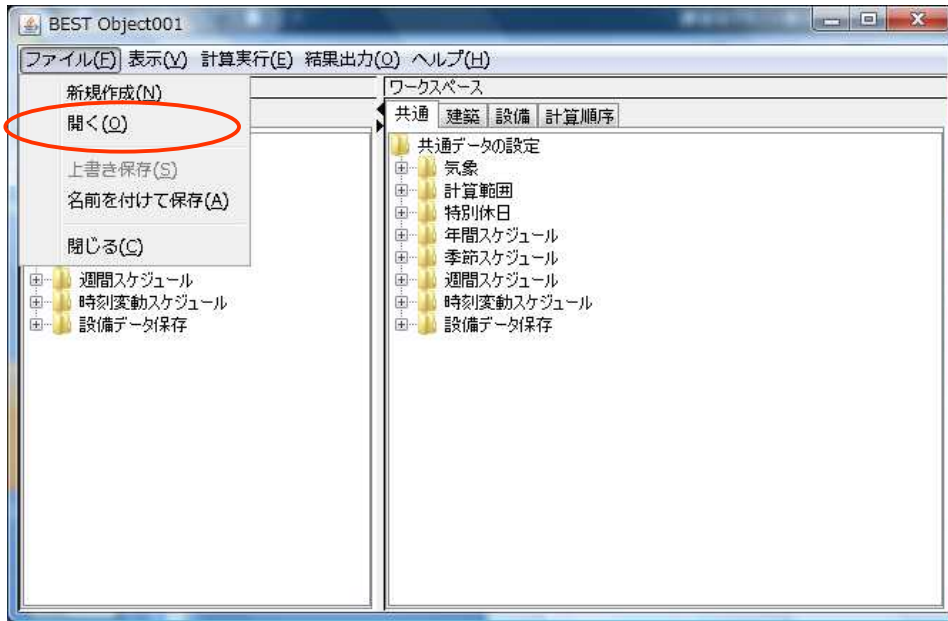 BEST Object001
ファイル(F) 表示(V) 計算実行(E) 結果出力(O) ヘルプ(H)
新規作成(N)
開く(O)
上書き保存(S)
名前を付けて保存(A)
閉じる(C)
週間スケジュール
時刻変動スケジュール
設備データ保存
ワークスペース
共通 建築 設備 計算順序
共通データの設定
気象
計算範囲
特別休日
年間スケジュール
季節スケジュール
週間スケジュール
時刻変動スケジュール
設備データ保存